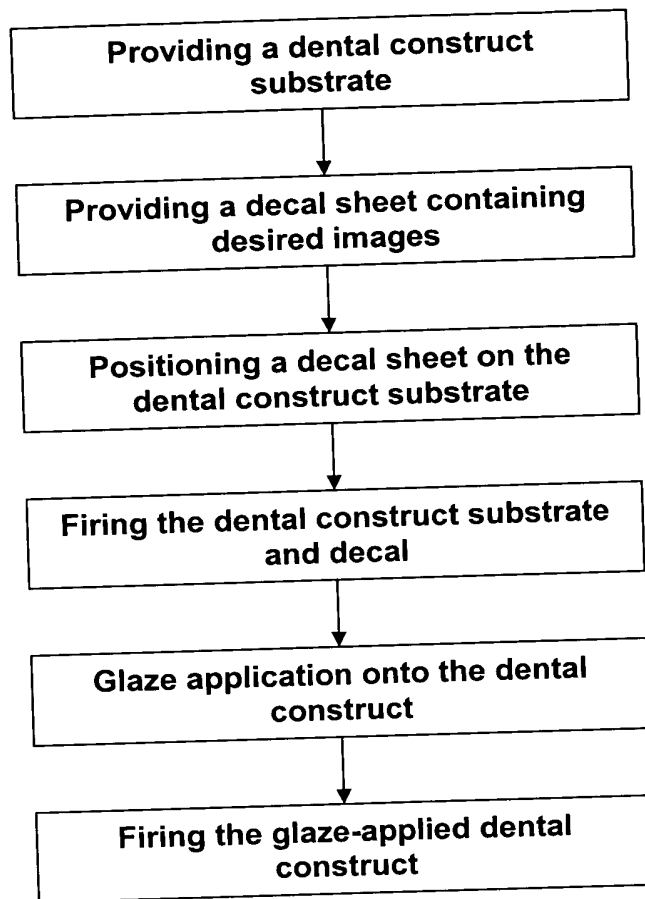 Providing a dental construct
substrate
Providing a decal sheet containing
desired images
Positioning a decal sheet on the
dental construct substrate
Firing the dental construct substrate
and decal
Glaze application onto the dental
construct
Firing the glaze-applied dental
construct